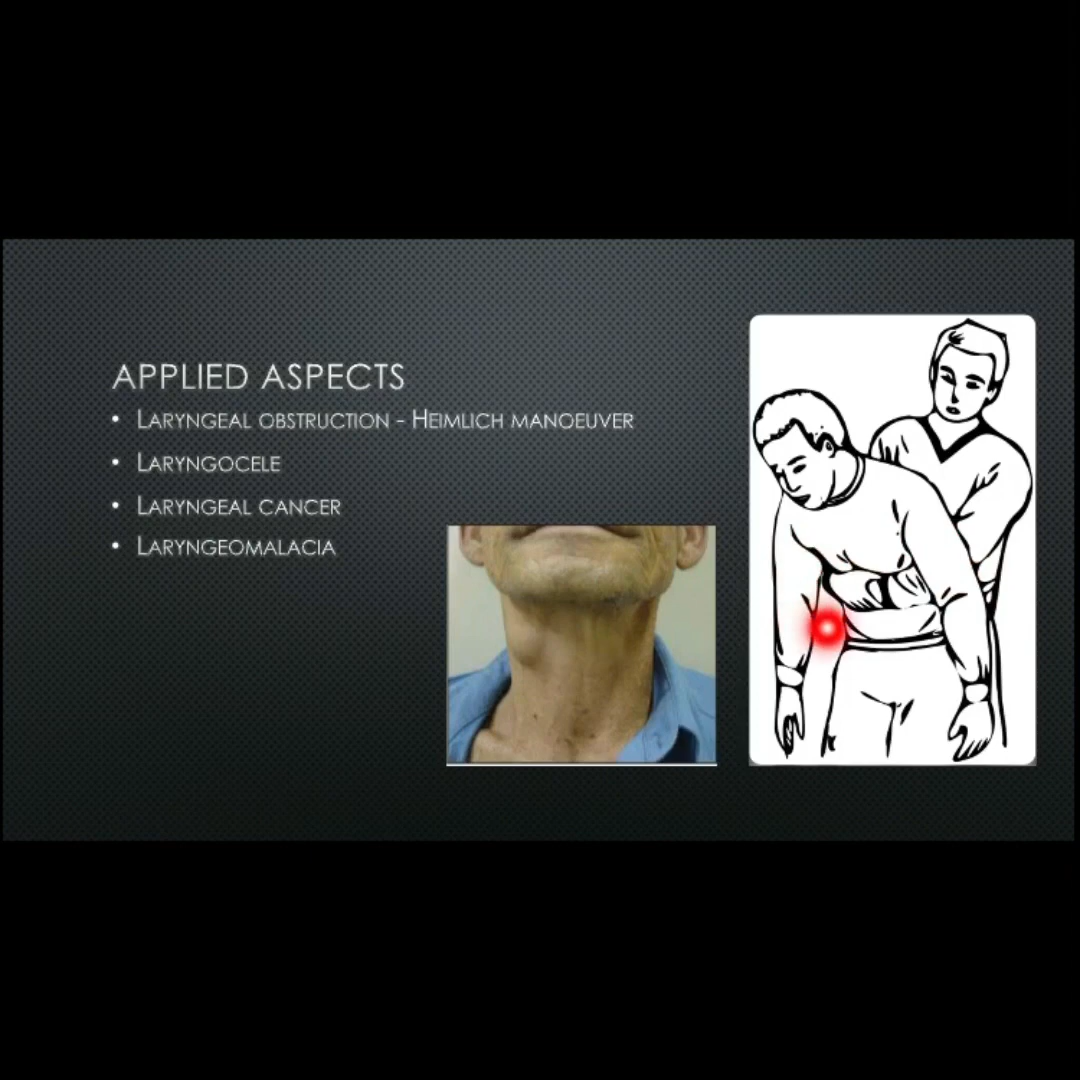 APPLIED ASPECTS
• LARYNGEAL OBSTRUCTION - HEIMLICH MANOEUVER
• LARYNGOCELE
• LARYNGEAL CANCER
• LARYNGEOMALACIA